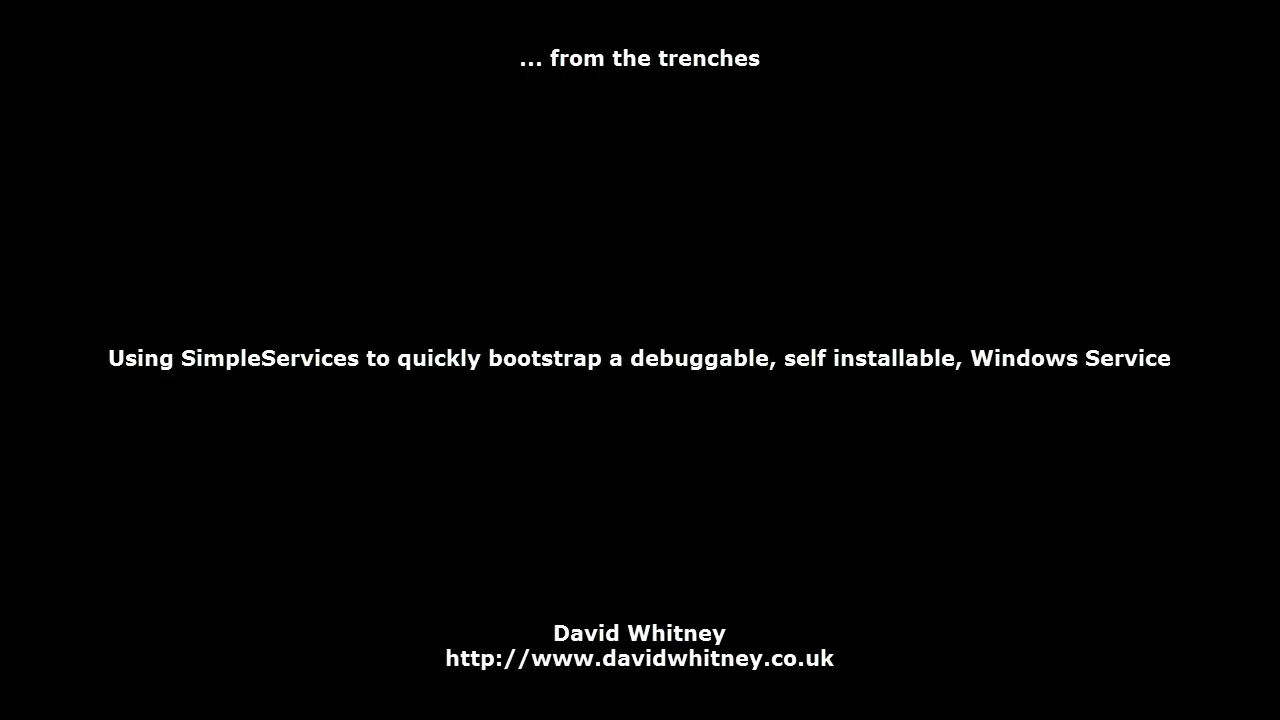 ... from the trenches
Using SimpleServices to quickly bootstrap a debuggable, self installable, Windows Service
David Whitney
http://www.davidwhitney.co.uk